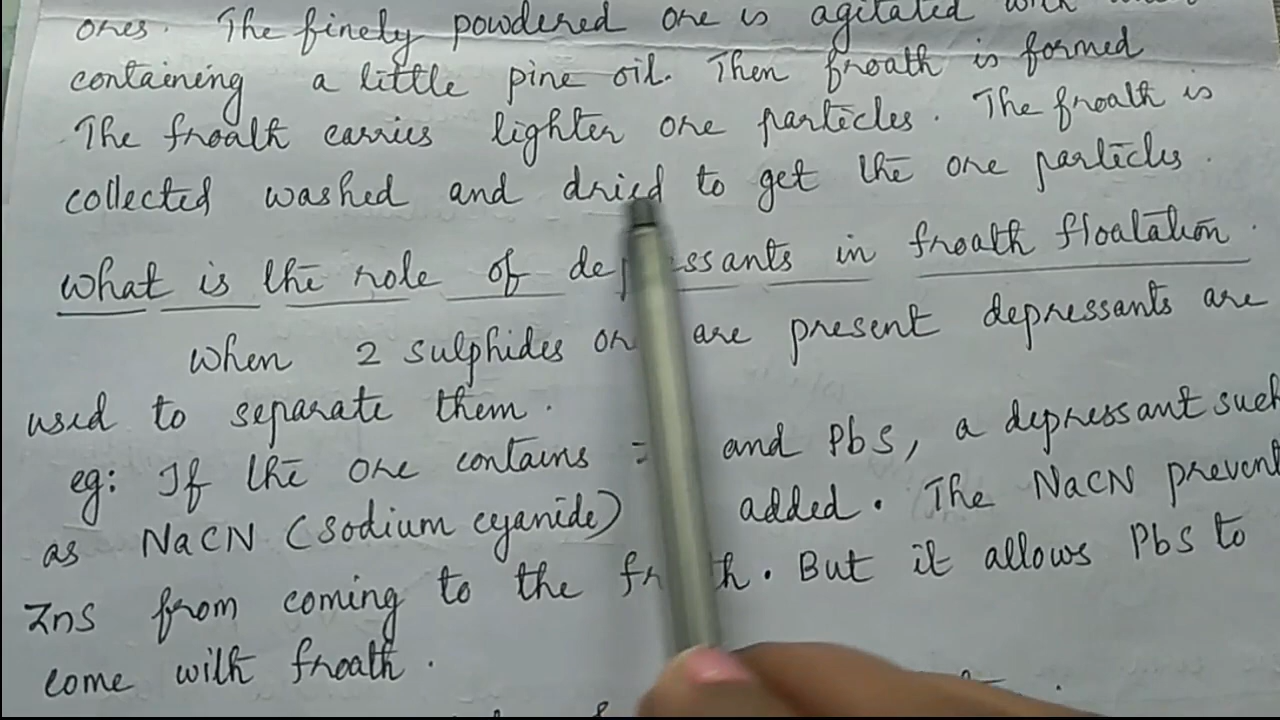 ores. The finely powdered ore is agitated with
containing a little pine oil. Then froath is formed
The froath carries lighter ore particles. The froath is
collected washed and dried to get the ore particles.
What is the role of depressants in froath floatation.
When 2 sulphides are present depressants are
used to separate them.
eg: If the ore contains and PbS, a depressant such
as NaCN (sodium cyanide) added. The NaCN prevent
ZnS from coming to the. But it allows PbS to
come with froath.